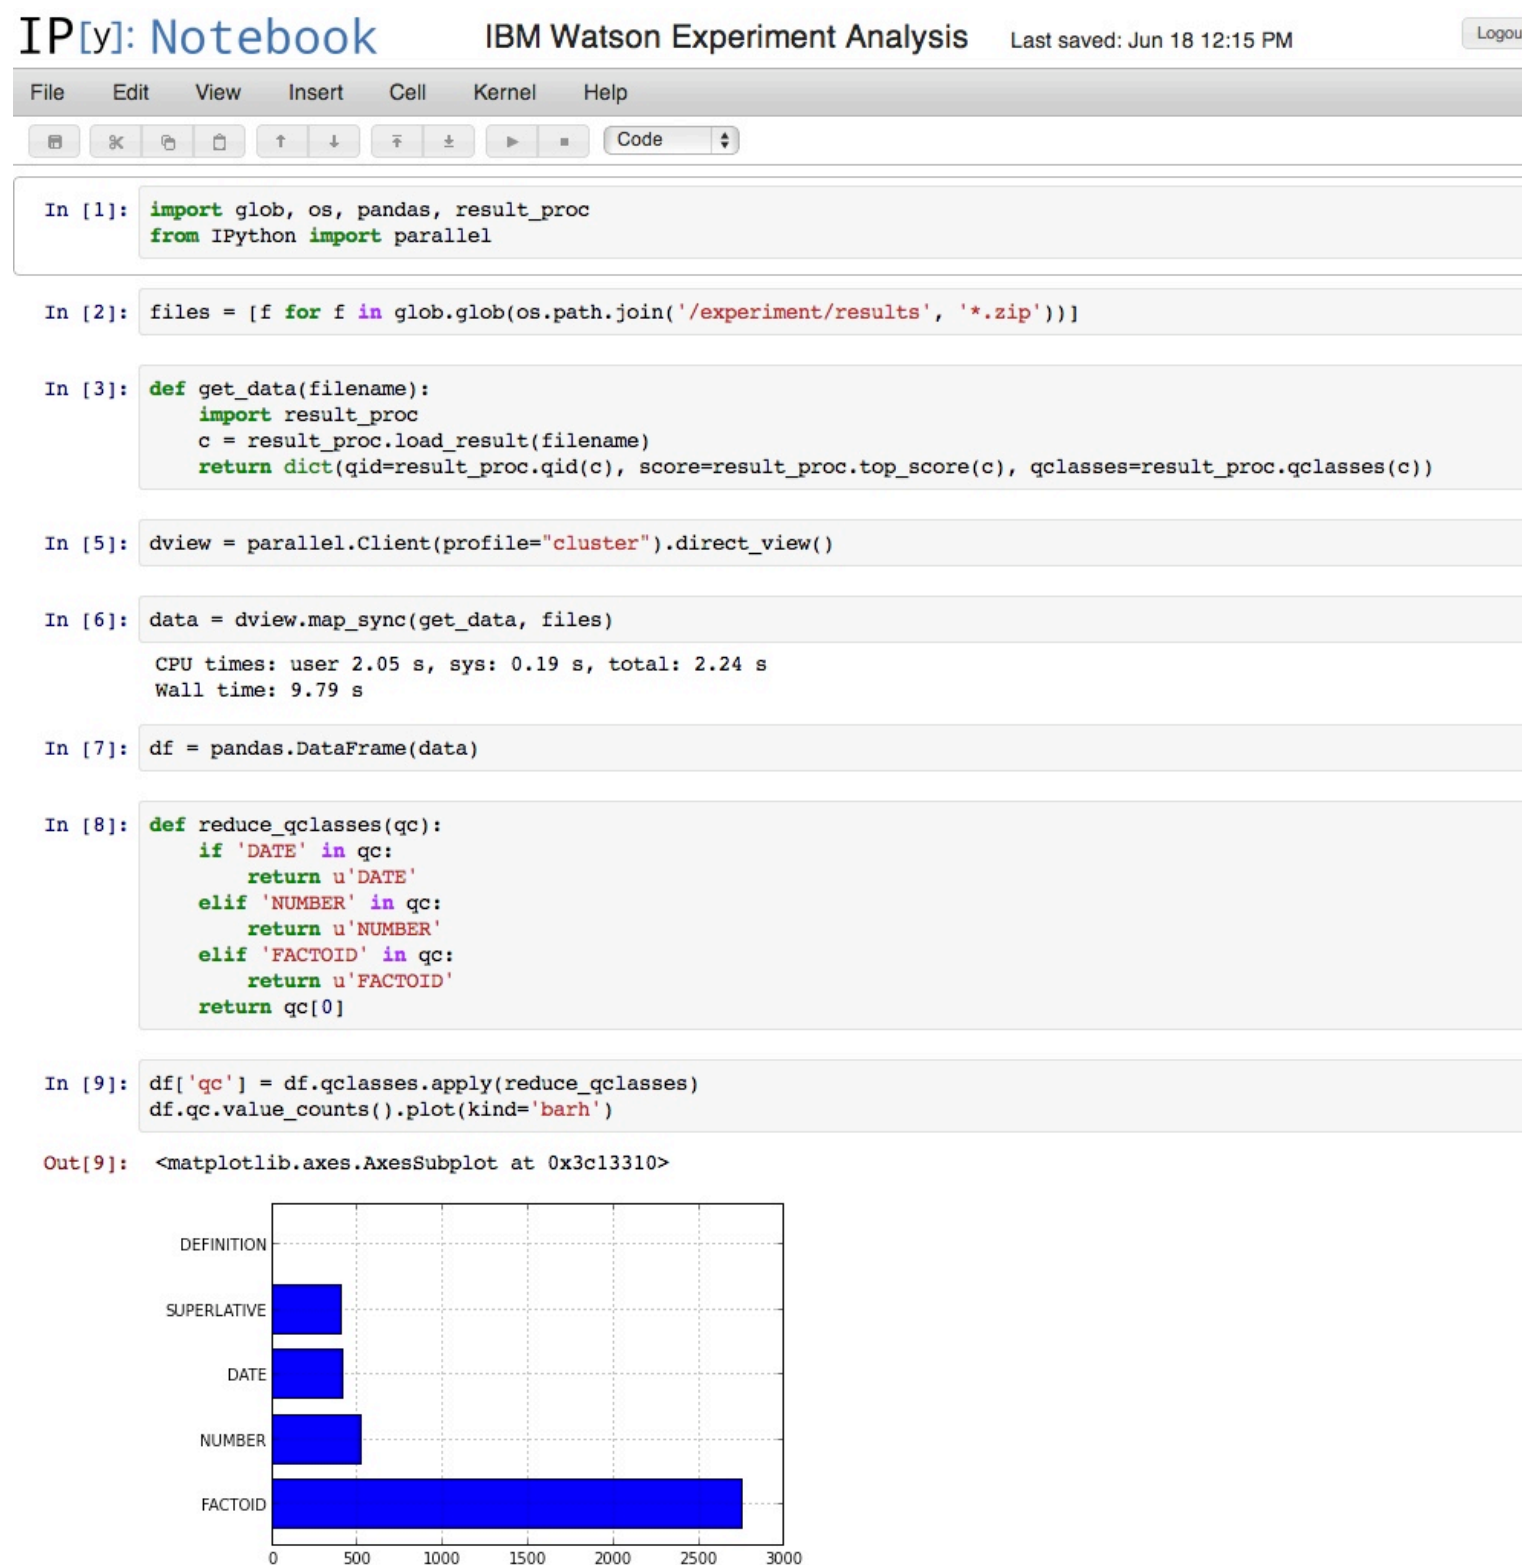 IP[y]: Notebook IBM Watson Experiment Analysis Last saved: Jun 18 12:15 PM
File Edit View Insert Cell Kernel Help
Code
In [1]: import glob, os, pandas, result_proc
from IPython import parallel
In [2]: files = [f for f in glob.glob(os.path.join('/experiment/results', '*.zip'))]
In [3]: def get_data(filename):
    import result_proc
    c = result_proc.load_result(filename)
    return dict(qid=result_proc.qid(c), score=result_proc.top_score(c), qclasses=result_proc.qclasses(c))
In [5]: dview = parallel.Client(profile="cluster").direct_view()
In [6]: data = dview.map_sync(get_data, files)
CPU times: user 2.05 s, sys: 0.19 s, total: 2.24 s
Wall time: 9.79 s
In [7]: df = pandas.DataFrame(data)
In [8]: def reduce_qclasses(qc):
    if 'DATE' in qc:
        return u'DATE'
    elif 'NUMBER' in qc:
        return u'NUMBER'
    elif 'FACTOID' in qc:
        return u'FACTOID'
    return qc[0]
In [9]: df['qc'] = df.qclasses.apply(reduce_qclasses)
df.qc.value_counts().plot(kind='barh')
Out[9]: <matplotlib.axes.AxesSubplot at 0x3c13310>
DEFINITION
SUPERLATIVE
DATE
NUMBER
FACTOID
0 500 1000 1500 2000 2500 3000